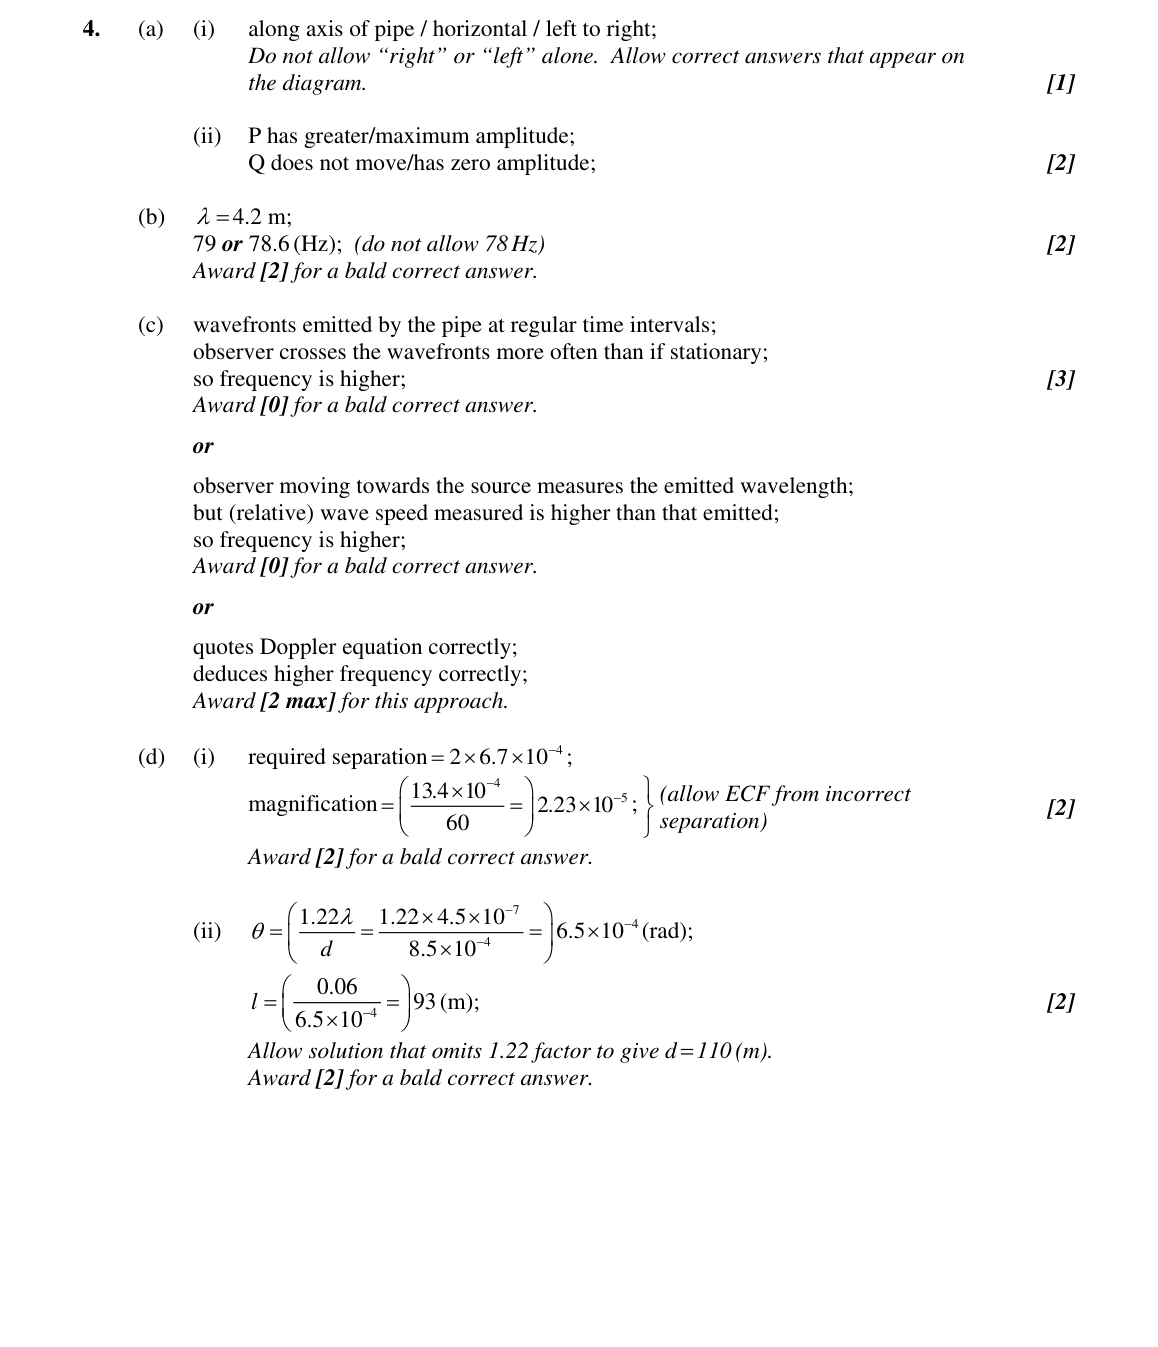 4. (a) (i) along axis of pipe / horizontal / left to right;
Do not allow “right” or “left” alone. Allow correct answers that appear on
the diagram. [1]
(ii) P has greater/maximum amplitude;
Q does not move/has zero amplitude; [2]
(b) λ = 4.2 m;
79 or 78.6 (Hz); (do not allow 78 Hz) [2]
Award [2] for a bald correct answer.
(c) wavefronts emitted by the pipe at regular time intervals;
observer crosses the wavefronts more often than if stationary;
so frequency is higher; [3]
Award [0] for a bald correct answer.
or
observer moving towards the source measures the emitted wavelength;
but (relative) wave speed measured is higher than that emitted;
so frequency is higher;
Award [0] for a bald correct answer.
or
quotes Doppler equation correctly;
deduces higher frequency correctly;
Award [2 max] for this approach.
(d) (i) required separation = 2×6.7×10⁻⁴;
magnification = (13.4×10⁻⁴/60 =) 2.23×10⁻⁵; } (allow ECF from incorrect separation) [2]
Award [2] for a bald correct answer.
(ii) θ = (1.22λ/d = 1.22×4.5×10⁻⁷/8.5×10⁻⁴ =) 6.5×10⁻⁴ (rad);
l = (0.06/6.5×10⁻⁴ =) 93 (m); [2]
Allow solution that omits 1.22 factor to give d = 110 (m).
Award [2] for a bald correct answer.